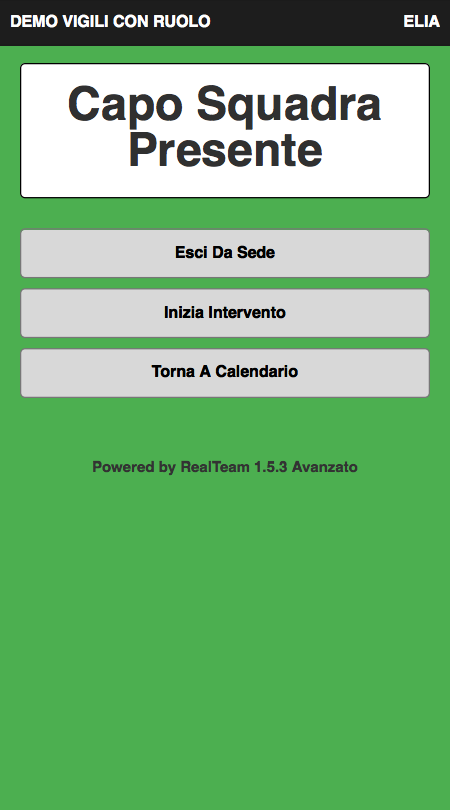 DEMO VIGILI CON RUOLO ELIA
Capo Squadra
Presente
Esci Da Sede
Inizia Intervento
Torna A Calendario
Powered by RealTeam 1.5.3 Avanzato